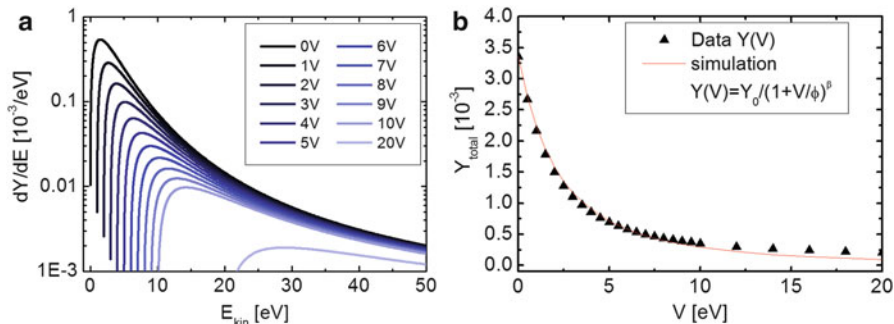 a
dY/dE [10⁻³/eV]
1
0.1
0.01
1E-3
0 10 20 30 40 50
E_kin [eV]
0V 6V
1V 7V
2V 8V
3V 9V
4V 10V
5V 20V
b
Y_total [10⁻³]
4.0
3.5
3.0
2.5
2.0
1.5
1.0
0.5
0.0
0 5 10 15 20
V [eV]
Data Y(V)
simulation
Y(V)=Y₀/(1+V/ϕ)^β